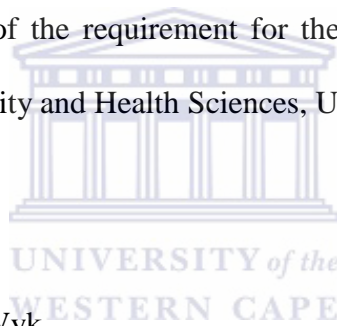 of the requirement for the
ity and Health Sciences, U
UNIVERSITY of the
WESTERN CAPE